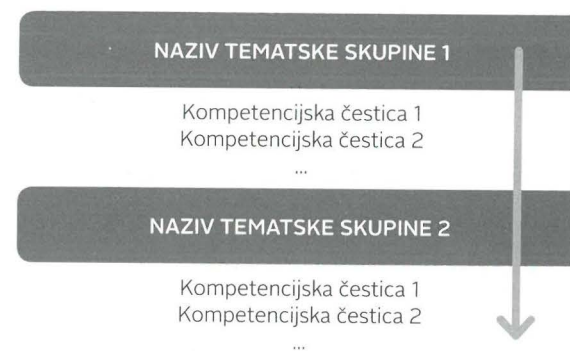 NAZIV TEMATSKE SKUPINE 1
Kompetencijska čestica 1
Kompetencijska čestica 2
...
NAZIV TEMATSKE SKUPINE 2
Kompetencijska čestica 1
Kompetencijska čestica 2
...